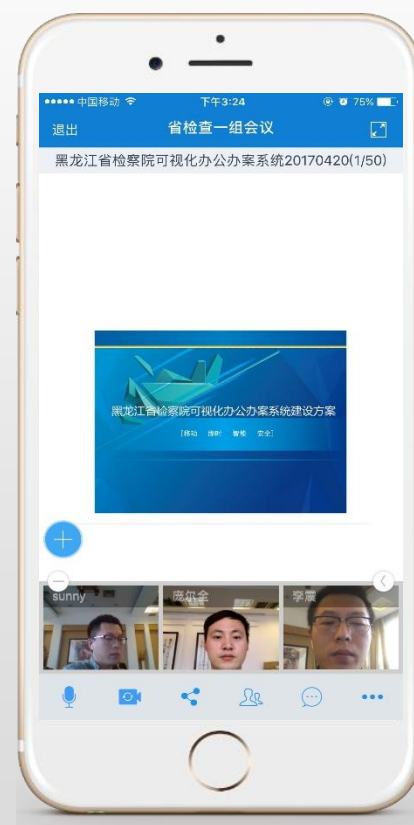 中国移动 下午3:24 75%
退出 省检查一组会议
黑龙江省检察院可视化办公办案系统20170420(1/50)
黑龙江省检察院可视化办公办案系统建设方案
[移动 即时 智能 安全]
sunny 庞尔全 李震